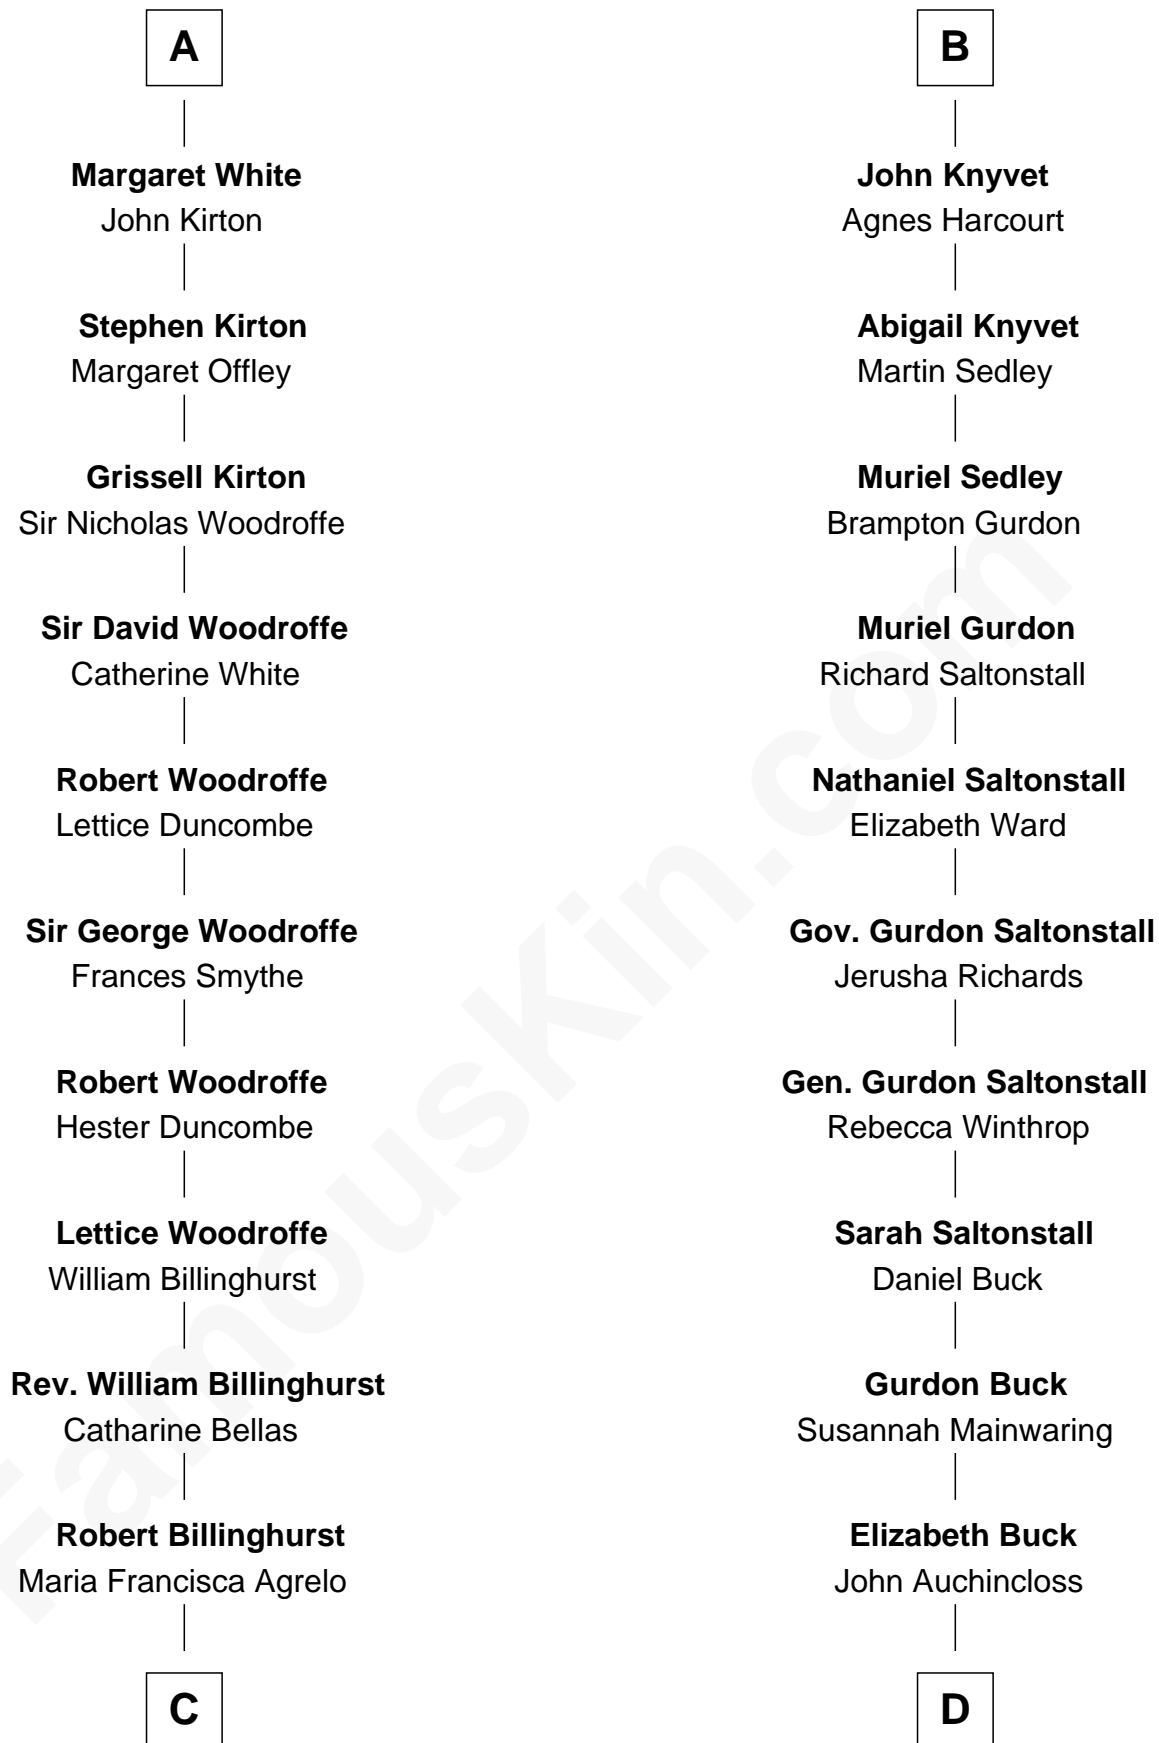 A
Margaret White
John Kirton
Stephen Kirton
Margaret Offley
Grissell Kirton
Sir Nicholas Woodroffe
Sir David Woodroffe
Catherine White
Robert Woodroffe
Lettice Duncombe
Sir George Woodroffe
Frances Smythe
Robert Woodroffe
Hester Duncombe
Lettice Woodroffe
William Billinghurst
Rev. William Billinghurst
Catharine Bellas
Robert Billinghurst
Maria Francisca Agrelo
C
B
John Knyvet
Agnes Harcourt
Abigail Knyvet
Martin Sedley
Muriel Sedley
Brampton Gurdon
Muriel Gurdon
Richard Saltonstall
Nathaniel Saltonstall
Elizabeth Ward
Gov. Gurdon Saltonstall
Jerusha Richards
Gen. Gurdon Saltonstall
Rebecca Winthrop
Sarah Saltonstall
Daniel Buck
Gurdon Buck
Susannah Mainwaring
Elizabeth Buck
John Auchincloss
D
FamousKin.com